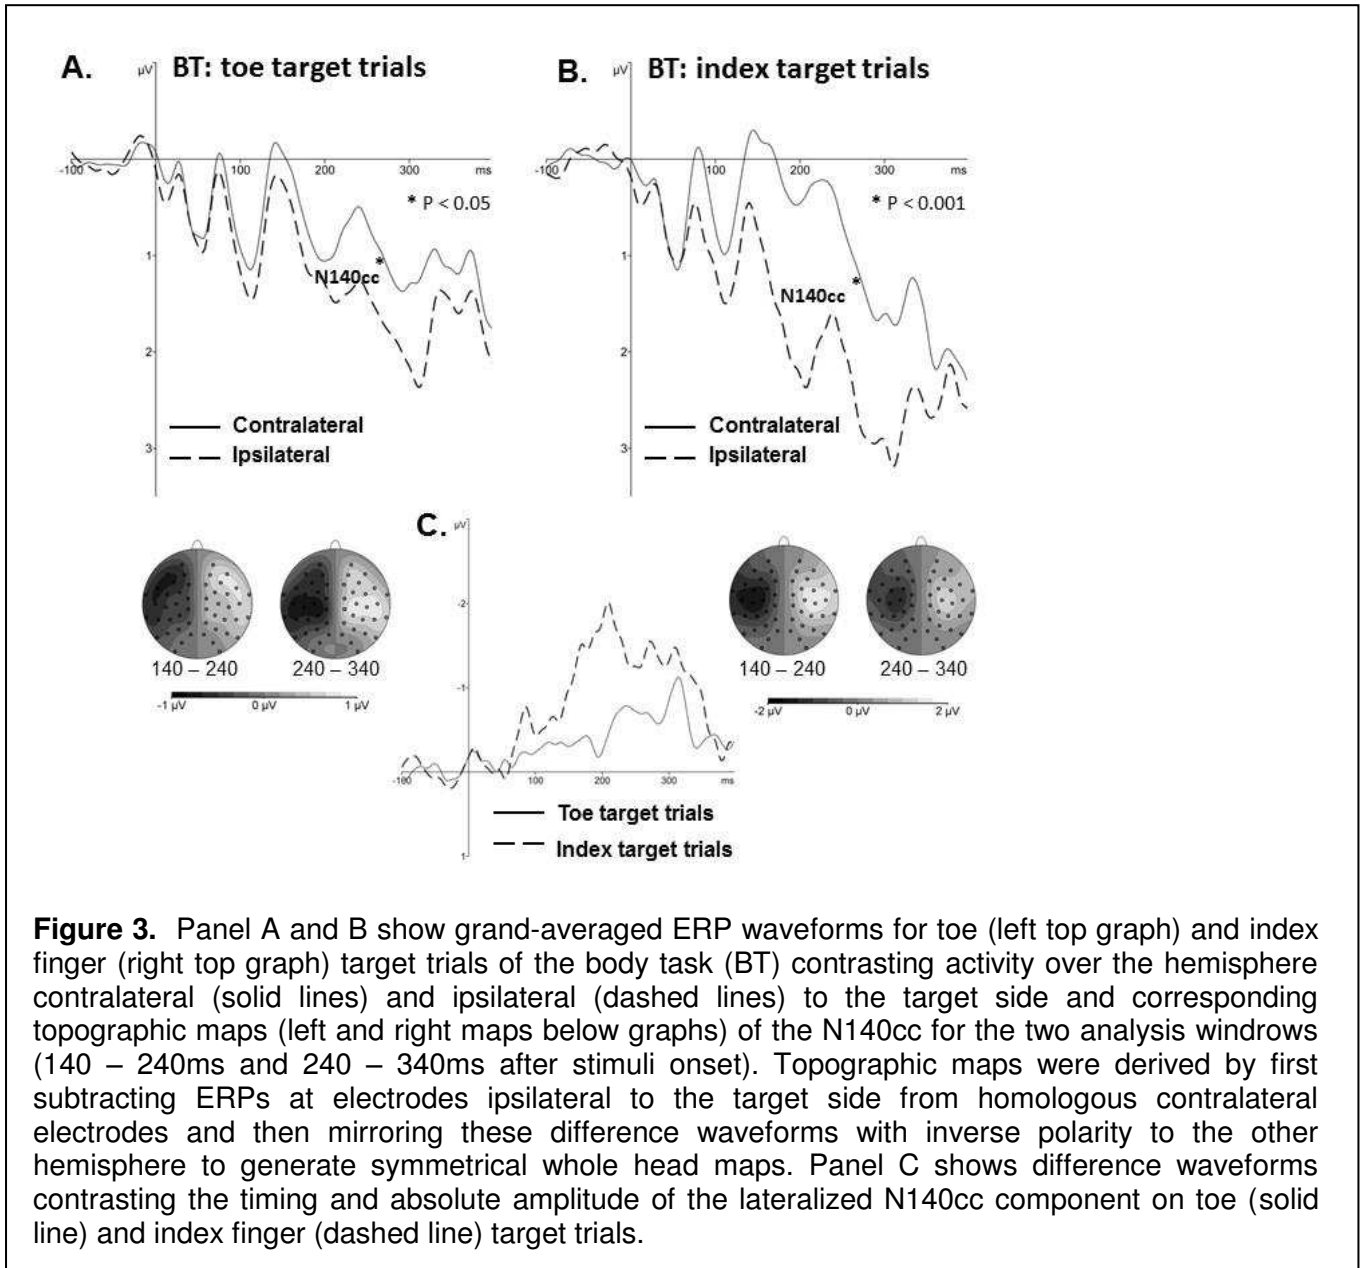 A. µV BT: toe target trials
-100 100 200 300 ms
* P < 0.05
1
*
N140cc
2
Contralateral
Ipsilateral
3
B. µV BT: index target trials
-100 100 200 300 ms
* P < 0.001
1
*
N140cc
2
Contralateral
Ipsilateral
3
140 – 240 240 – 340
-1 µV 0 µV 1 µV
C. µV
-2
-1
-100 100 200 300 ms
Toe target trials
Index target trials
1
140 – 240 240 – 340
-2 µV 0 µV 2 µV
Figure 3. Panel A and B show grand-averaged ERP waveforms for toe (left top graph) and index
finger (right top graph) target trials of the body task (BT) contrasting activity over the hemisphere
contralateral (solid lines) and ipsilateral (dashed lines) to the target side and corresponding
topographic maps (left and right maps below graphs) of the N140cc for the two analysis windrows
(140 – 240ms and 240 – 340ms after stimuli onset). Topographic maps were derived by first
subtracting ERPs at electrodes ipsilateral to the target side from homologous contralateral
electrodes and then mirroring these difference waveforms with inverse polarity to the other
hemisphere to generate symmetrical whole head maps. Panel C shows difference waveforms
contrasting the timing and absolute amplitude of the lateralized N140cc component on toe (solid
line) and index finger (dashed line) target trials.